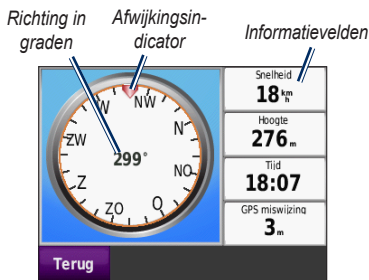 Richting in
graden
Afwijkingsin-
dicator
Informatievelden
W
NW
N
NO
O
ZO
Z
ZW
299°
Snelheid
18 km/h
Hoogte
276 m
Tijd
18:07
GPS miswijzing
3 m
Terug